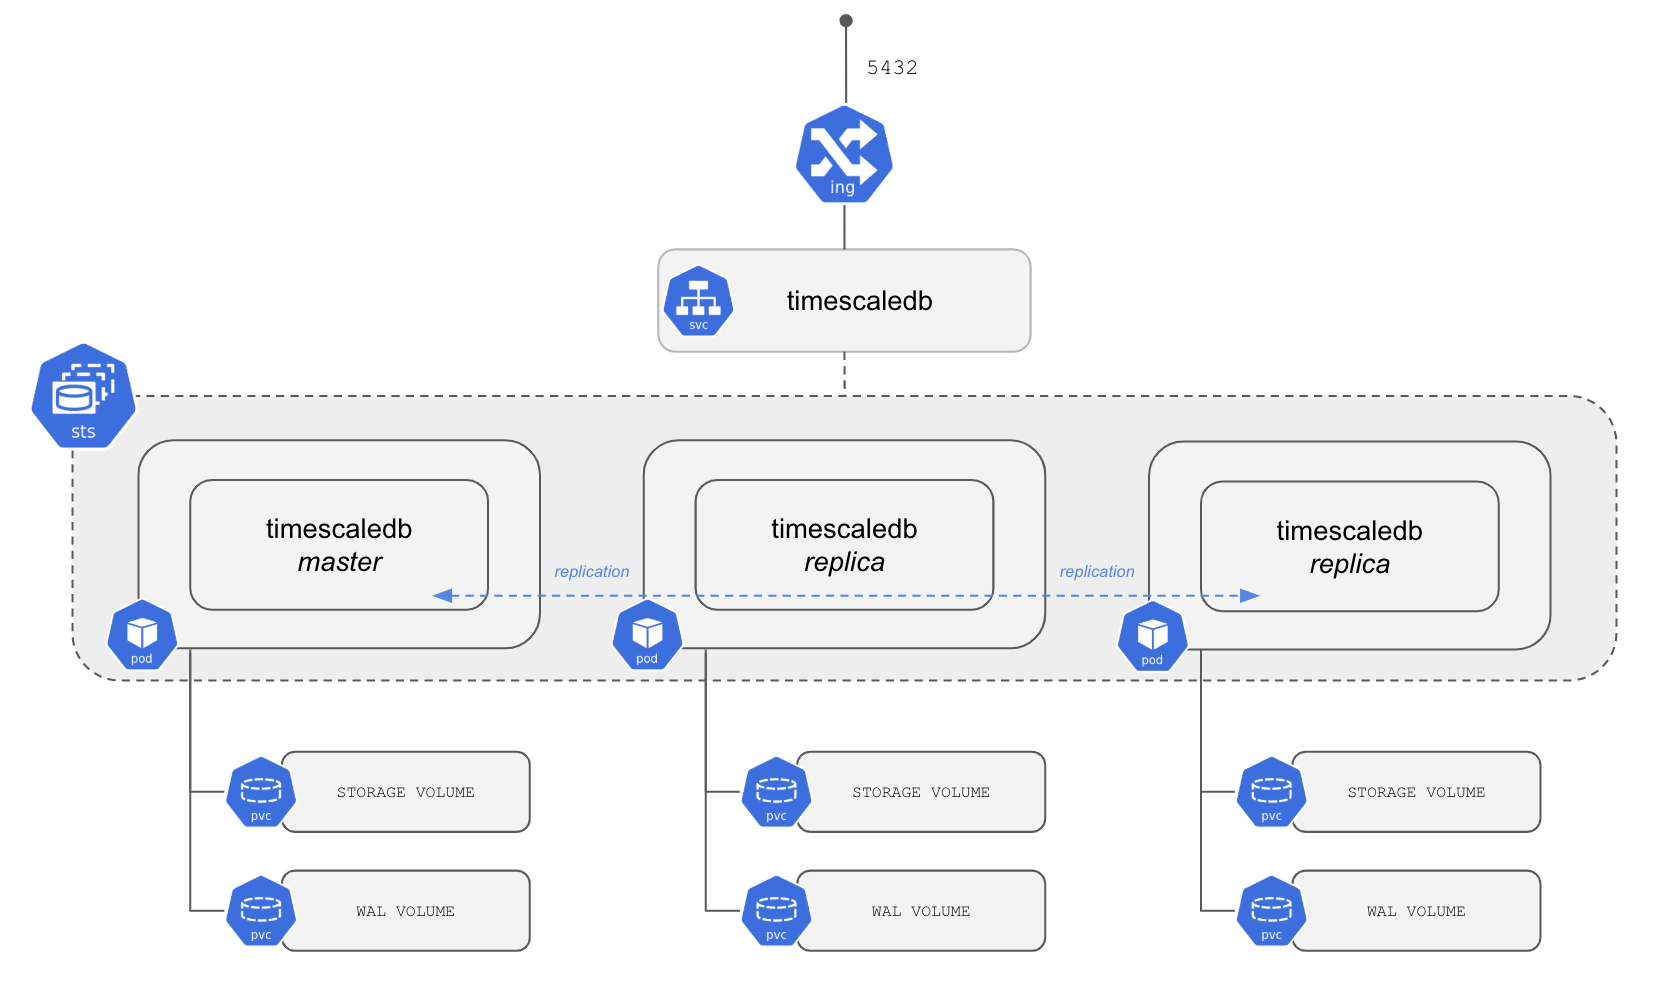 5432
ing
svc
timescaledb
sts
timescaledb
master
timescaledb
replica
timescaledb
replica
replication
replication
pod
pod
pod
pvc
STORAGE VOLUME
pvc
STORAGE VOLUME
pvc
STORAGE VOLUME
pvc
WAL VOLUME
pvc
WAL VOLUME
pvc
WAL VOLUME